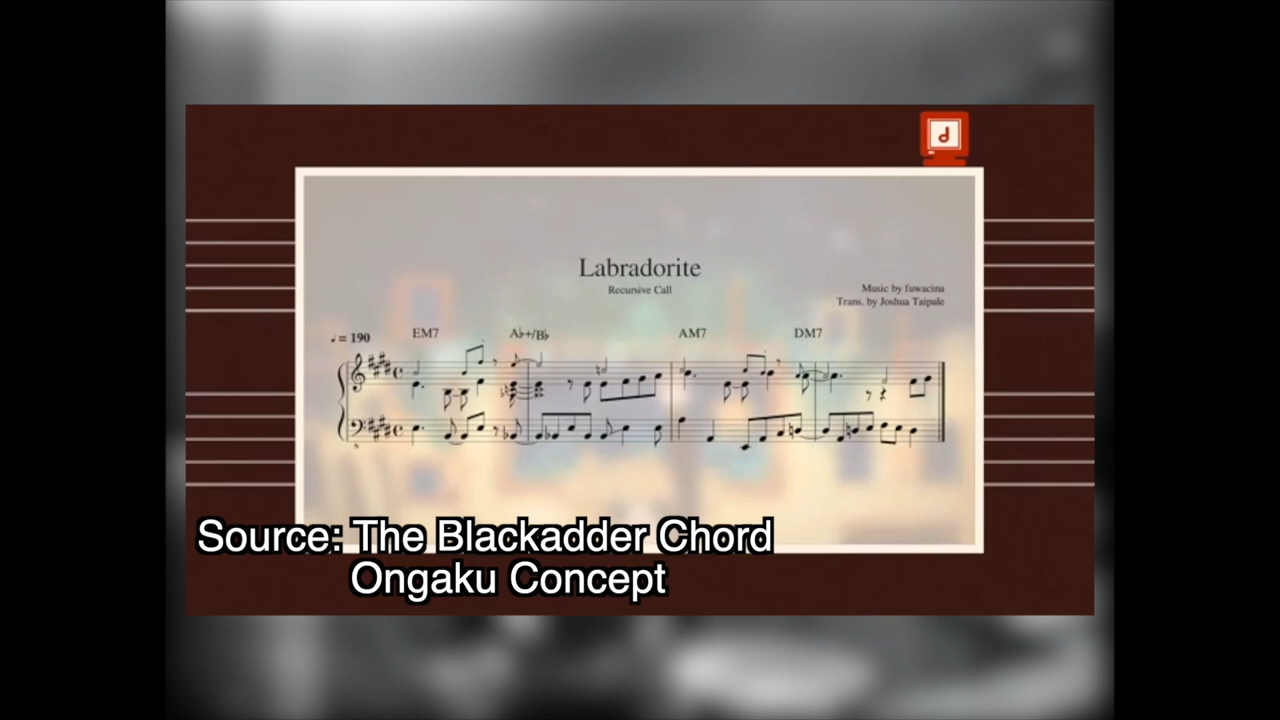 Labradorite
Recursive Call
Music by fuwacina
Trans. by Joshua Taipale
♩ = 190 EM7 A♭+/B♭ AM7 DM7
Source: The Blackadder Chord
Ongaku Concept